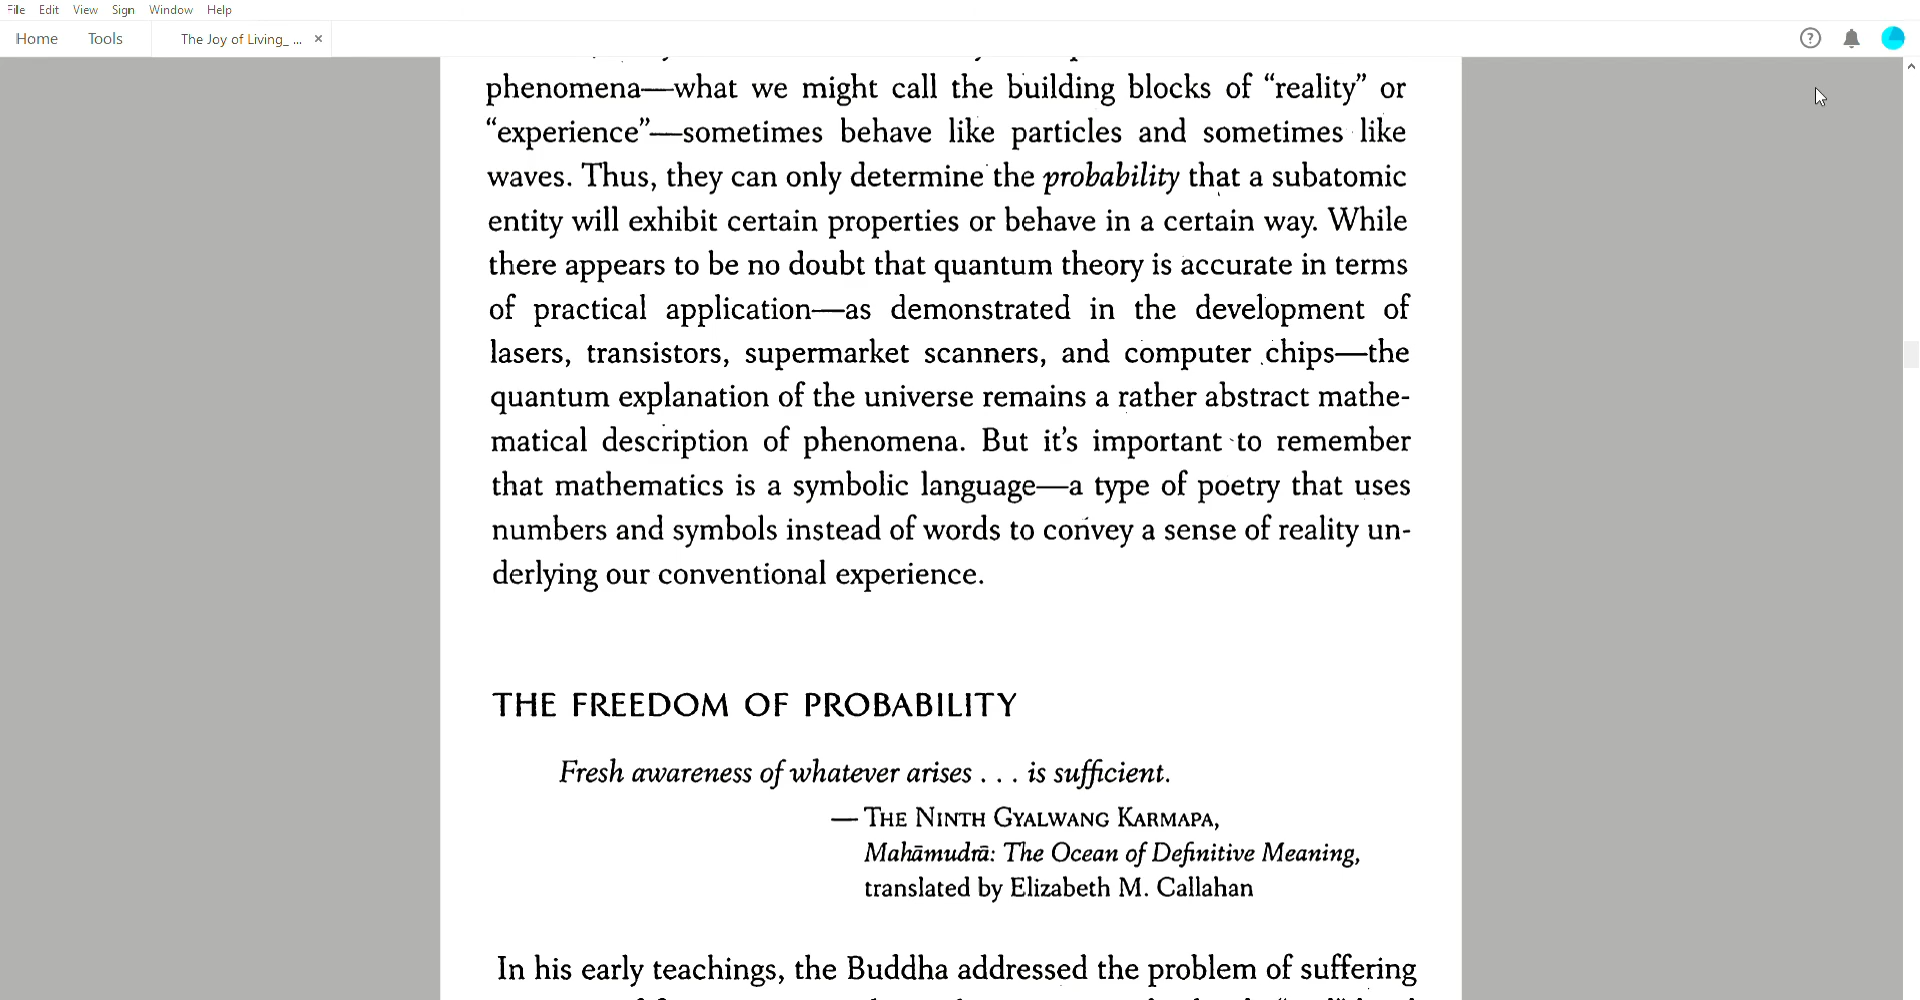 File Edit View Sign Window Help
Home Tools The Joy of Living_ ... ×
phenomena—what we might call the building blocks of “reality” or
“experience”—sometimes behave like particles and sometimes like
waves. Thus, they can only determine the probability that a subatomic
entity will exhibit certain properties or behave in a certain way. While
there appears to be no doubt that quantum theory is accurate in terms
of practical application—as demonstrated in the development of
lasers, transistors, supermarket scanners, and computer chips—the
quantum explanation of the universe remains a rather abstract mathe-
matical description of phenomena. But it’s important to remember
that mathematics is a symbolic language—a type of poetry that uses
numbers and symbols instead of words to convey a sense of reality un-
derlying our conventional experience.
THE FREEDOM OF PROBABILITY
Fresh awareness of whatever arises . . . is sufficient.
— THE NINTH GYALWANG KARMAPA,
Mahāmudrā: The Ocean of Definitive Meaning,
translated by Elizabeth M. Callahan
In his early teachings, the Buddha addressed the problem of suffering